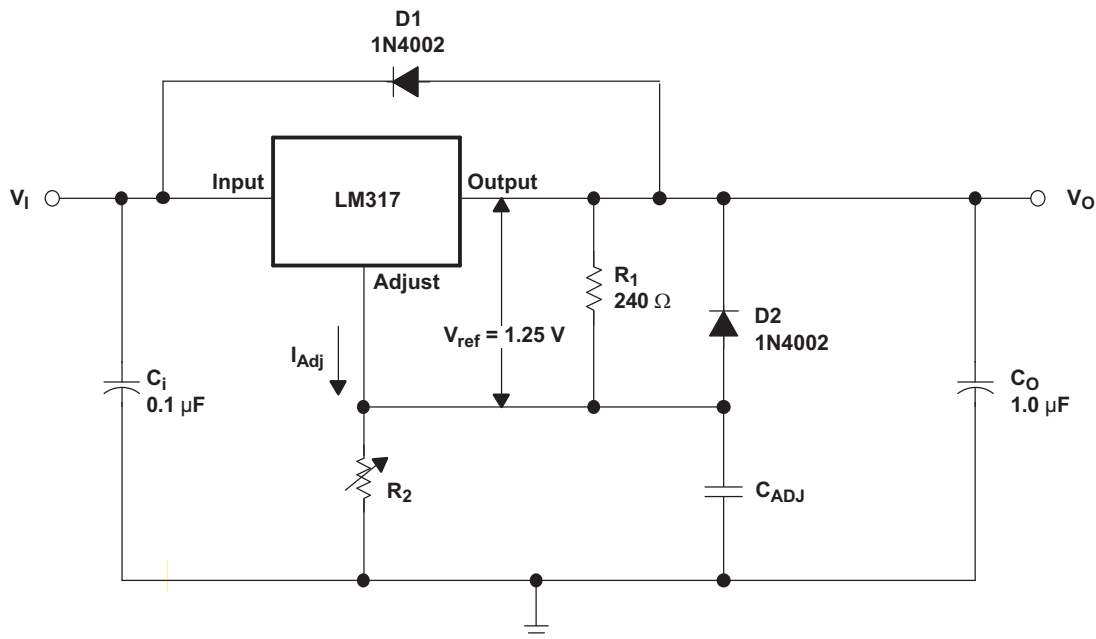 D1
1N4002
Input
LM317
Output
V_I
V_O
Adjust
R_1
240 Ω
D2
1N4002
V_ref = 1.25 V
I_Adj
C_i
0.1 µF
C_O
1.0 µF
R_2
C_ADJ